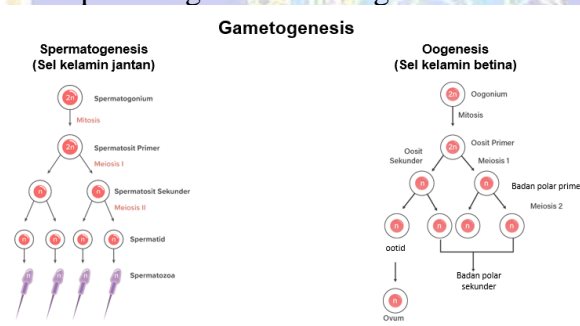 Gametogenesis
Spermatogenesis
(Sel kelamin jantan)
2n
Spermatogonium
Mitosis
2n
Spermatosit Primer
Meiosis I
n
n
Spermatosit Sekunder
Meiosis II
n
n
n
n
Spermatid
n
n
n
n
Spermatozoa
Oogenesis
(Sel kelamin betina)
2n
Oogonium
Mitosis
Oosit
Sekunder
2n
Oosit Primer
Meiosis 1
n
n
Badan polar prime
Meiosis 2
n
n
n
n
ootid
Badan polar
sekunder
n
Ovum